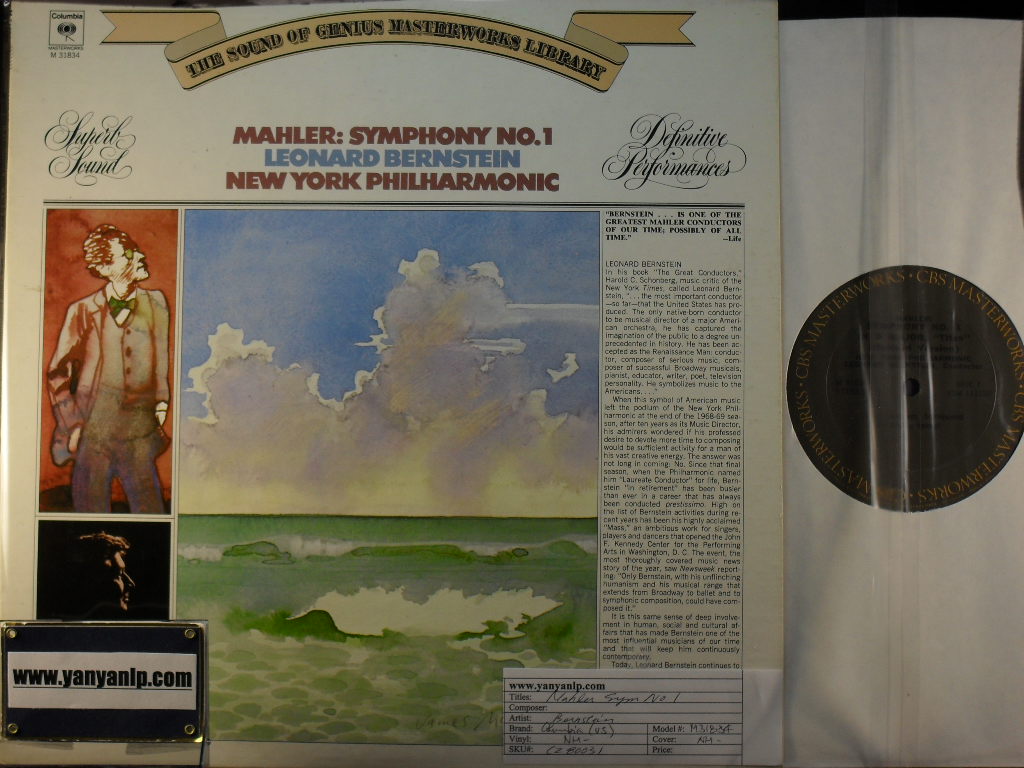 Columbia
MASTERWORKS
M 31834
THE SOUND OF GENIUS MASTERWORKS LIBRARY
Superb
Sound
MAHLER: SYMPHONY NO. 1
LEONARD BERNSTEIN
NEW YORK PHILHARMONIC
Definitive
Performances
"BERNSTEIN . . . IS ONE OF THE
GREATEST MAHLER CONDUCTORS
OF OUR TIME; POSSIBLY OF ALL
TIME."
—Life
LEONARD BERNSTEIN
In his book "The Great Conductors,"
Harold C. Schonberg, music critic of the
New York Times, called Leonard Bern-
stein, ". . . the most important conductor
—so far—that the United States has pro-
duced. The only native-born conductor
to be musical director of a major Ameri-
can orchestra, he has captured the
imagination of the public to a degree un-
precedented in history. He has been ac-
cepted as the Renaissance Man: conduc-
tor, composer of serious music, com-
poser of successful Broadway musicals,
pianist, educator, writer, poet, television
personality. He symbolizes music to the
Americans. . . ."
When this symbol of American music
left the podium of the New York Phil-
harmonic at the end of the 1968-69 sea-
son, after ten years as its Music Director,
his admirers wondered if his professed
desire to devote more time to composing
would be sufficient activity for a man of
his vast creative energy. The answer was
not long in coming: No. Since that final
season, when the Philharmonic named
him "Laureate Conductor" for life, Bern-
stein "in retirement" has been busier
than ever in a career that has always
been conducted prestissimo. High on
the list of Bernstein activities during re-
cent years has been his highly acclaimed
"Mass," an ambitious work for singers,
players and dancers that opened the John
F. Kennedy Center for the Performing
Arts in Washington, D. C. The event, the
most thoroughly covered music news
story of the year, saw Newsweek report-
ing: "Only Bernstein, with his unflinching
humanism and his musical range that
extends from Broadway to ballet and to
symphonic composition, could have com-
posed it."
It is this same sense of deep involve-
ment in human, social and cultural af-
fairs that has made Bernstein one of the
most influential musicians of our time
and that will keep him continuously
contemporary.
Today, Leonard Bernstein continues to
James
www.yanyanlp.com
www.yanyanlp.com
Titles: Mahler Sym No 1
Composer:
Artist: Bernstein
Brand: Columbia (US) Model #: M31834
Vinyl: NM- Cover: NM-
SKU#: CZ80031 Price:
CBS MASTERWORKS · CBS MASTERWORKS
SYMPHONY NO. 1